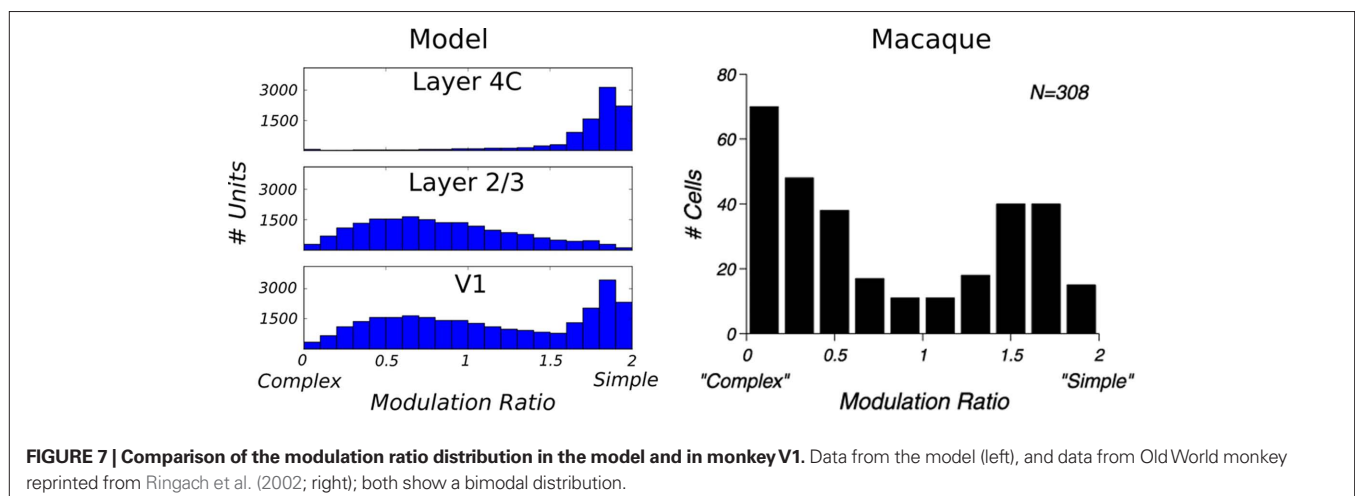 Model
Layer 4C
3000
1500
Layer 2/3
3000
1500
V1
3000
1500
# Units
0 0.5 1 1.5 2
Complex Simple
Modulation Ratio
Macaque
N=308
80
60
40
20
0
# Cells
0 0.5 1 1.5 2
"Complex" "Simple"
Modulation Ratio
FIGURE 7 | Comparison of the modulation ratio distribution in the model and in monkey V1. Data from the model (left), and data from Old World monkey
reprinted from Ringach et al. (2002; right); both show a bimodal distribution.